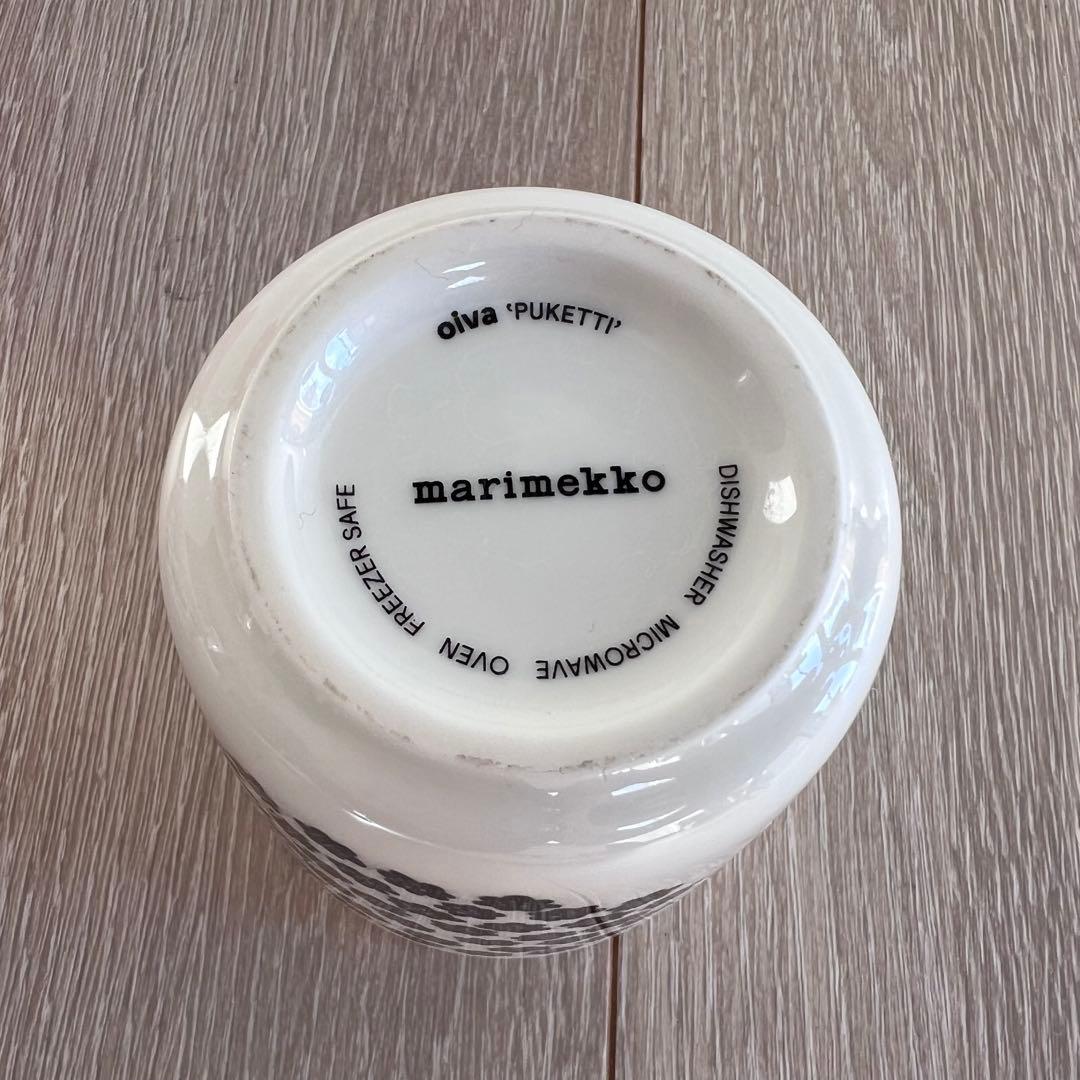 oiva ‘PUKETTI’
marimekko
DISHWASHER MICROWAVE OVEN FREEZER SAFE